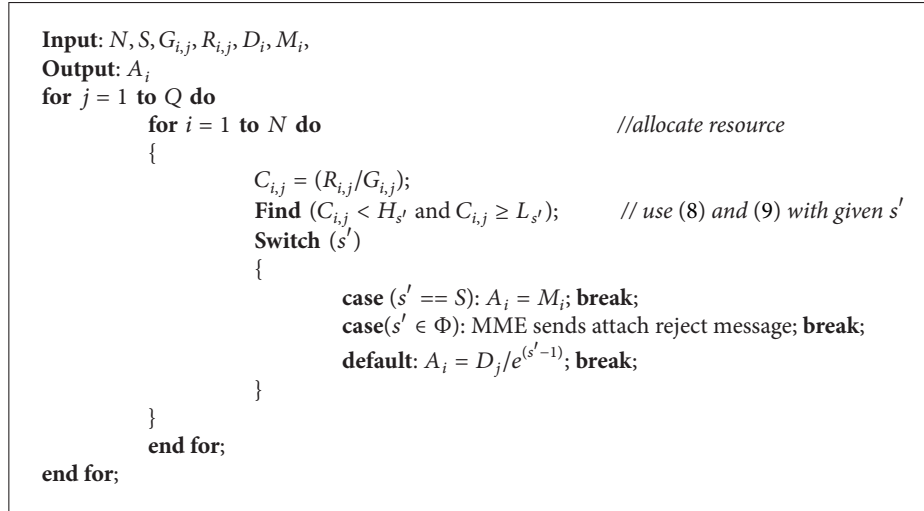 Input: N, S, G_{i,j}, R_{i,j}, D_i, M_i,
Output: A_i
for j = 1 to Q do
for i = 1 to N do //allocate resource
{
C_{i,j} = (R_{i,j}/G_{i,j});
Find (C_{i,j} < H_{s′} and C_{i,j} ≥ L_{s′}); // use (8) and (9) with given s′
Switch (s′)
{
case (s′ == S): A_i = M_i; break;
case(s′ ∈ Φ): MME sends attach reject message; break;
default: A_i = D_j/e^{(s′−1)}; break;
}
}
end for;
end for;